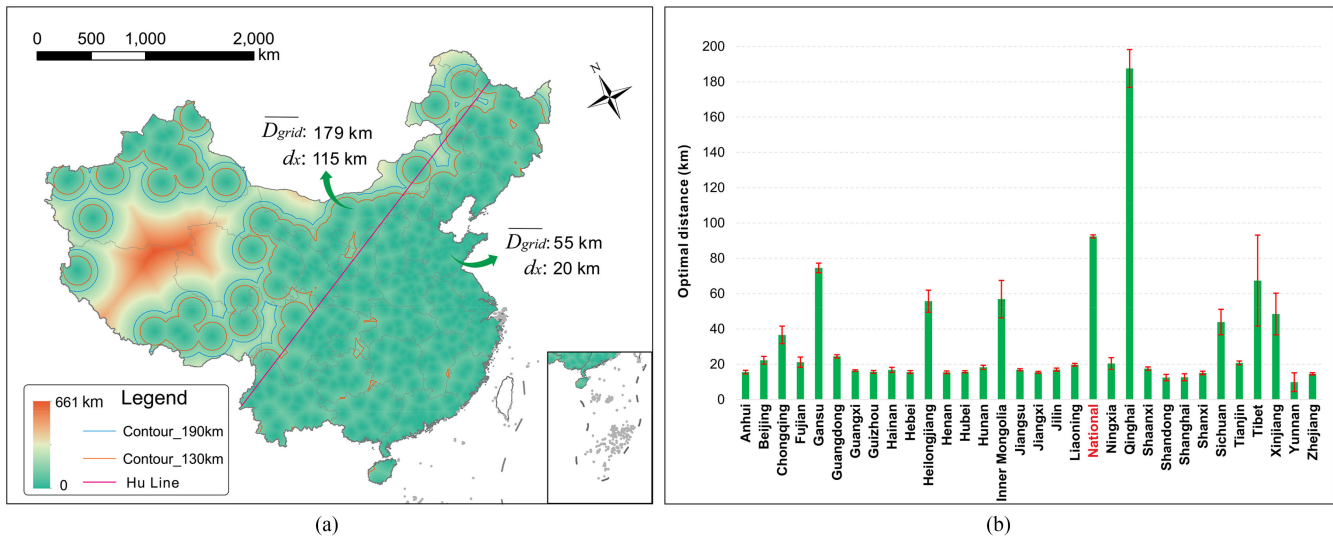 0 500 1,000 2,000
km
N
D_grid: 179 km
dx: 115 km
D_grid: 55 km
dx: 20 km
Legend
661 km
0
Contour_190km
Contour_130km
Hu Line
(a)
Optimal distance (km)
200
180
160
140
120
100
80
60
40
20
0
Anhui
Beijing
Chongqing
Fujian
Gansu
Guangdong
Guangxi
Guizhou
Hainan
Hebei
Heilongjiang
Henan
Hubei
Hunan
Inner Mongolia
Jiangsu
Jiangxi
Jilin
Liaoning
National
Ningxia
Qinghai
Shaanxi
Shandong
Shanghai
Shanxi
Sichuan
Tianjin
Tibet
Xinjiang
Yunnan
Zhejiang
(b)